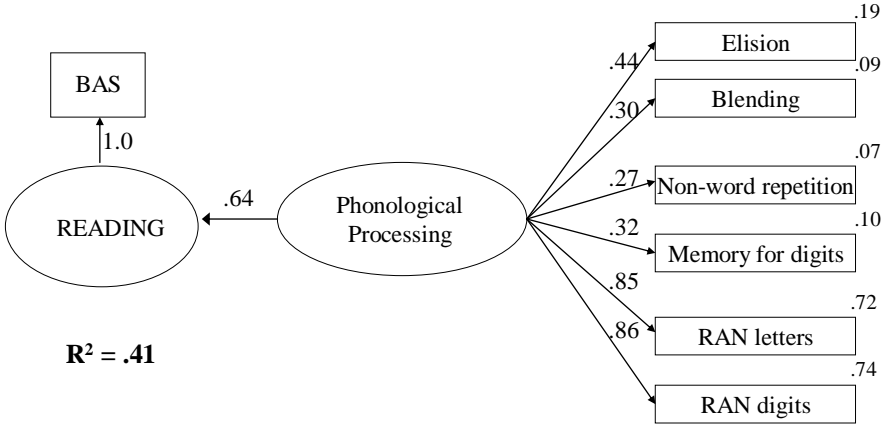 BAS
1.0
READING
R² = .41
.64
Phonological
Processing
.44
.30
.27
.32
.85
.86
.19
Elision
.09
Blending
.07
Non-word repetition
.10
Memory for digits
.72
RAN letters
.74
RAN digits